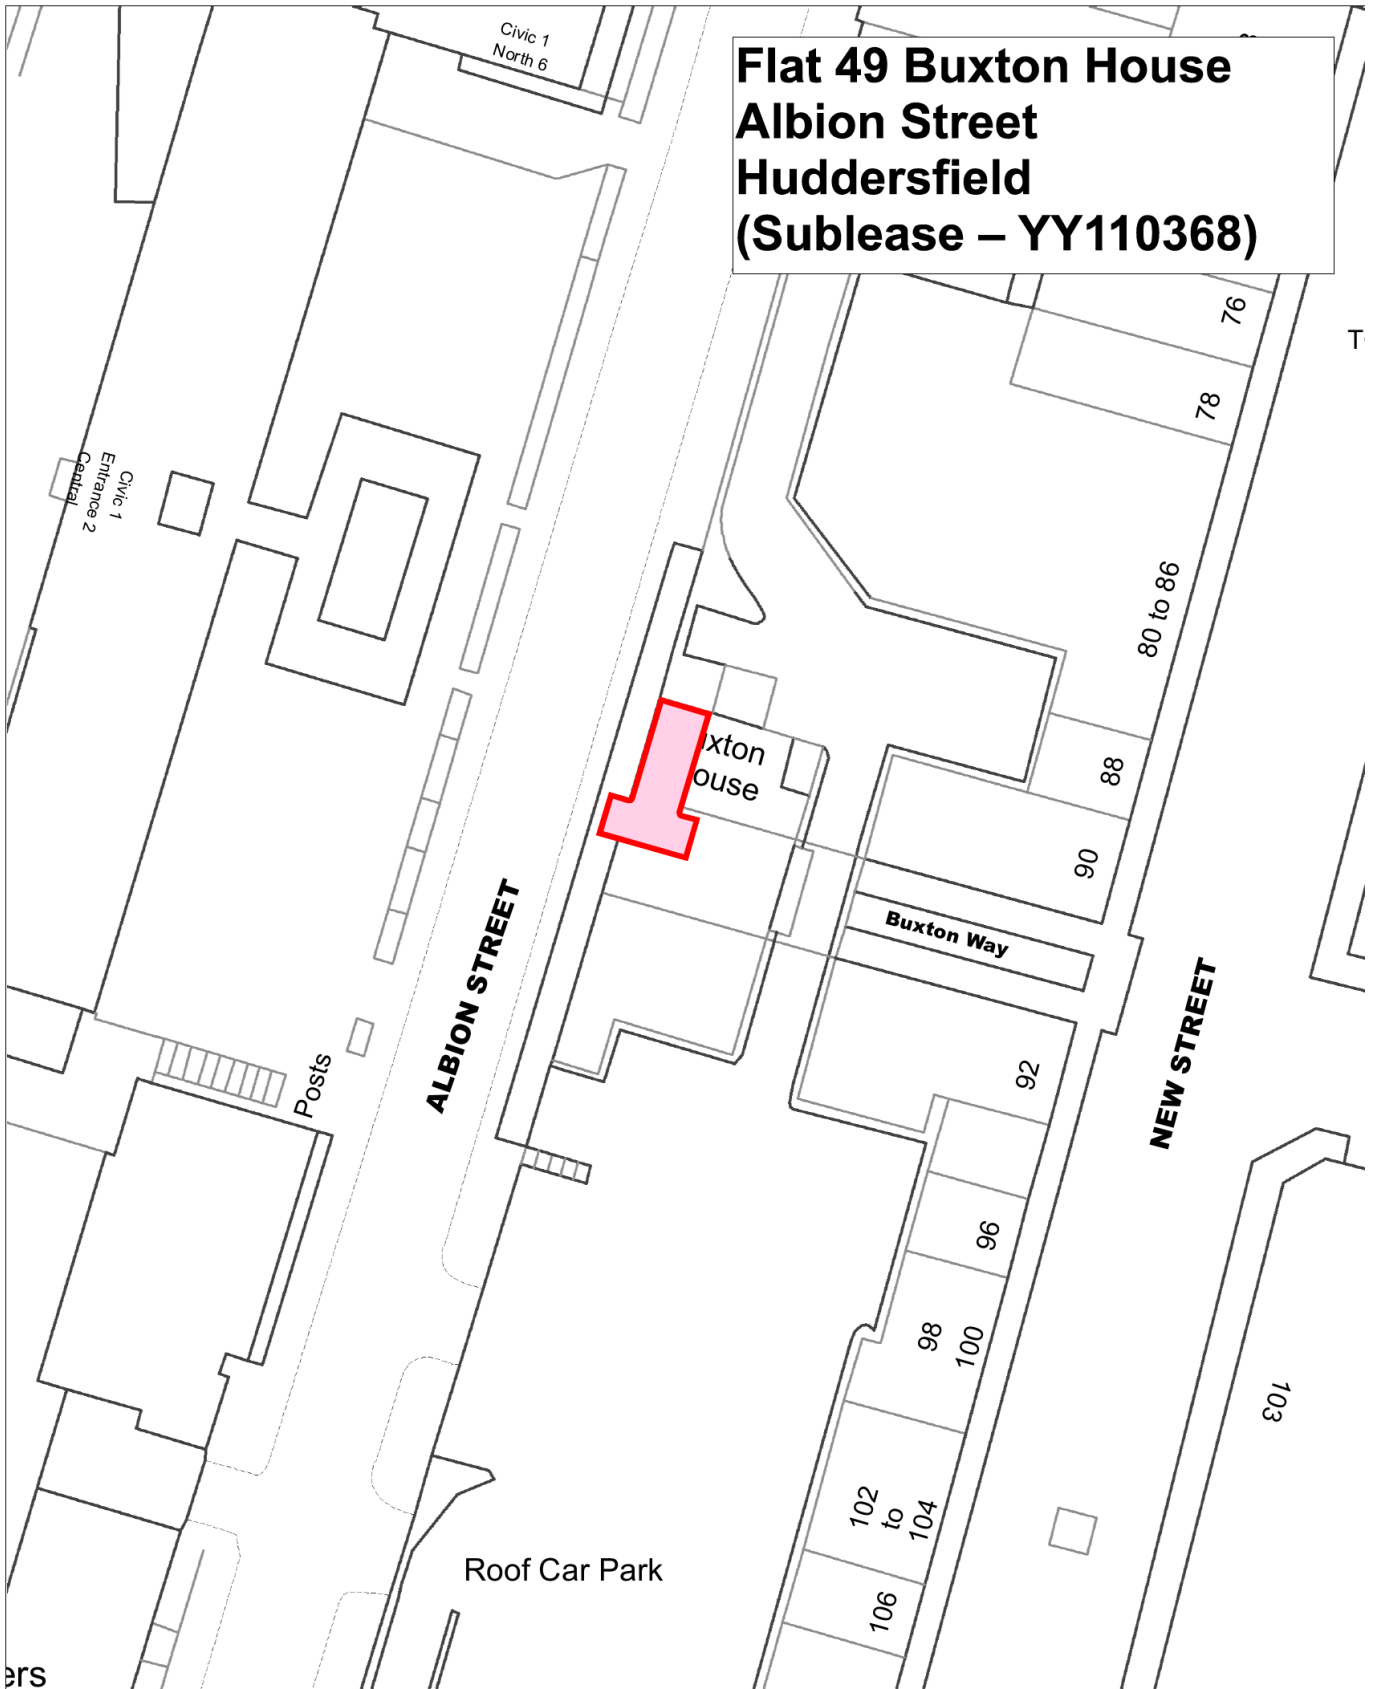 Civic 1
North 6
Flat 49 Buxton House
Albion Street
Huddersfield
(Sublease – YY110368)
76
78
Civic 1
Entrance 2
Central
80 to 86
uxton
ouse
88
90
Buxton Way
ALBION STREET
NEW STREET
Posts
92
96
98
100
103
102
to
104
Roof Car Park
106
ers